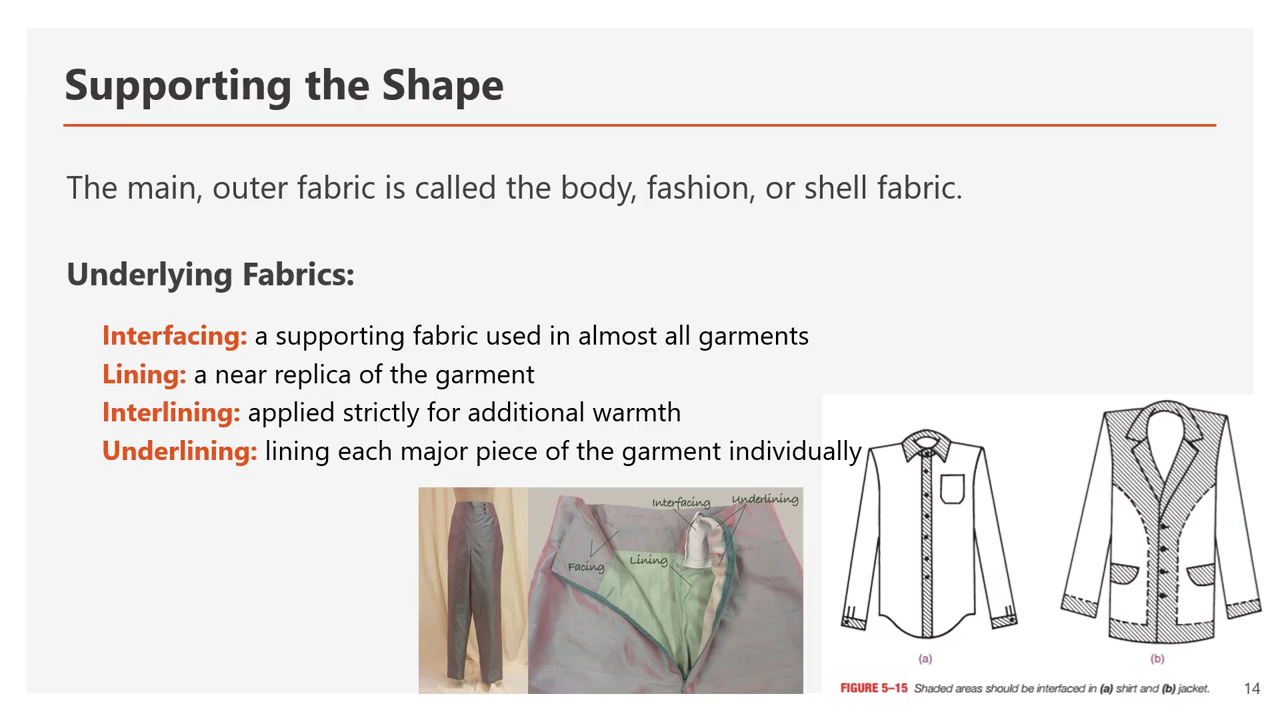 Supporting the Shape
The main, outer fabric is called the body, fashion, or shell fabric.
Underlying Fabrics:
Interfacing: a supporting fabric used in almost all garments
Lining: a near replica of the garment
Interlining: applied strictly for additional warmth
Underlining: lining each major piece of the garment individually
Interfacing
Underlining
Lining
Facing
(a)
(b)
FIGURE 5–15 Shaded areas should be interfaced in (a) shirt and (b) jacket.
14